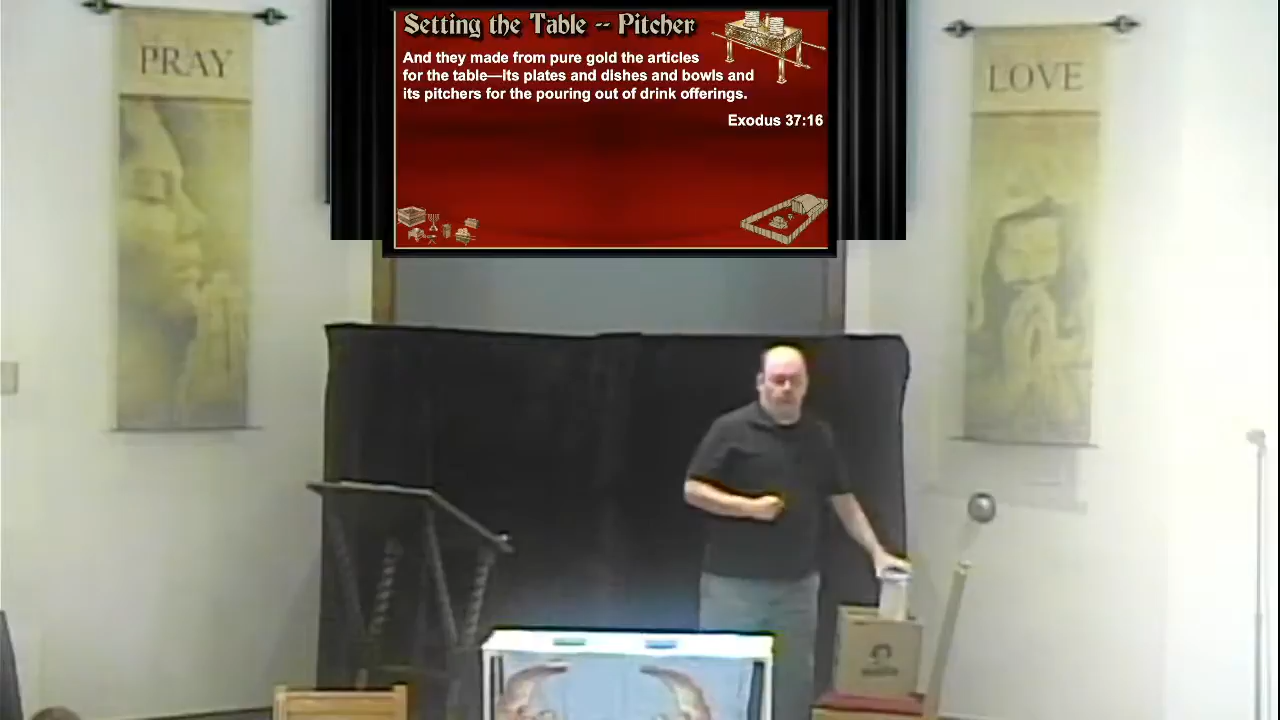 Setting the Table -- Pitcher
And they made from pure gold the articles
for the table—its plates and dishes and bowls and
its pitchers for the pouring out of drink offerings.
Exodus 37:16
PRAY
LOVE